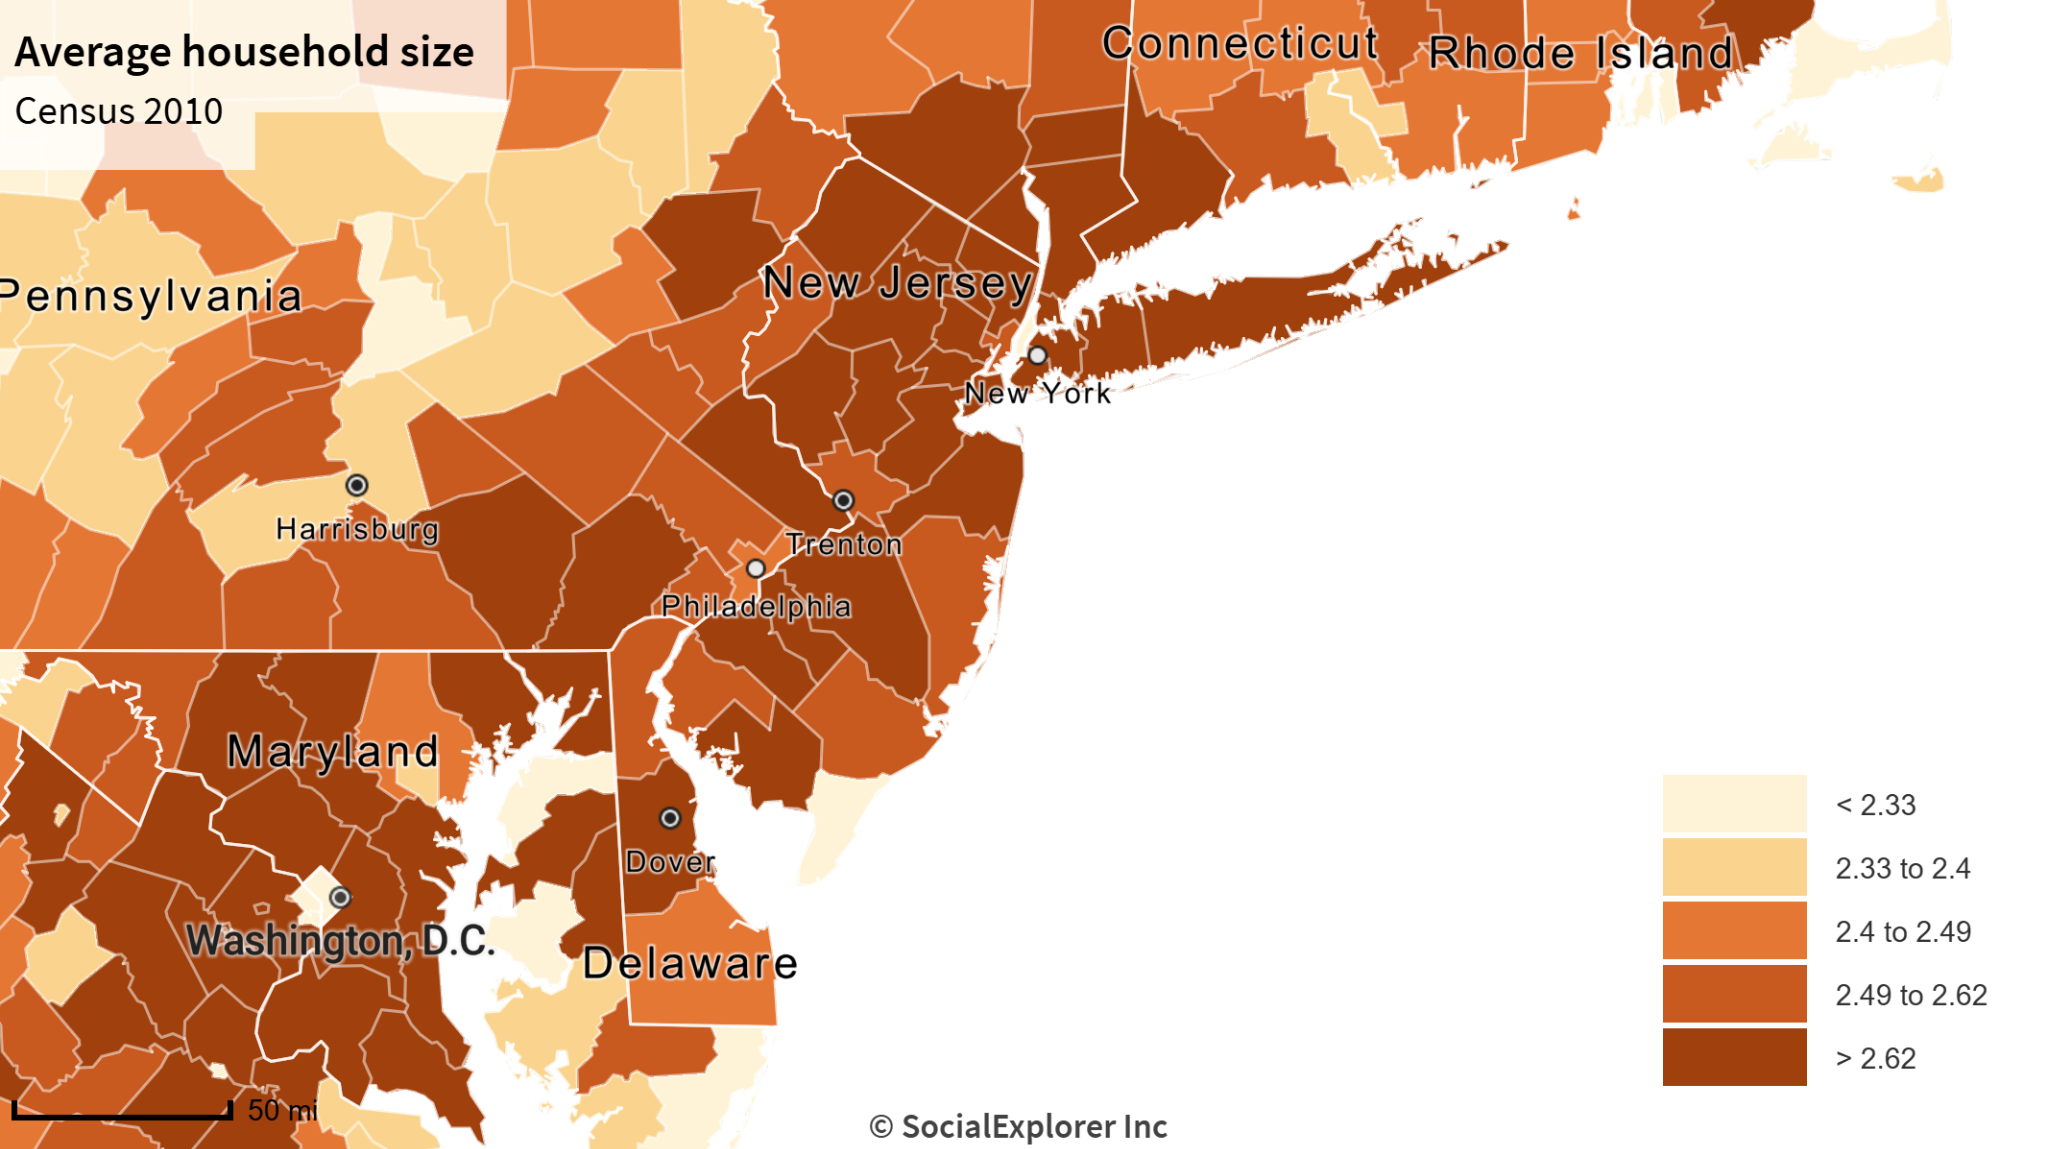 Average household size
Census 2010
Connecticut
Rhode Island
Pennsylvania
New Jersey
New York
Harrisburg
Trenton
Philadelphia
Maryland
Dover
Washington, D.C.
Delaware
< 2.33
2.33 to 2.4
2.4 to 2.49
2.49 to 2.62
> 2.62
50 mi
© SocialExplorer Inc